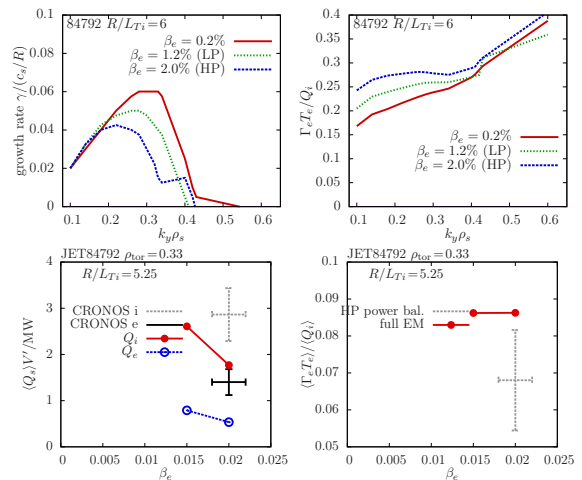 84792 R/L_Ti=6
β_e = 0.2%
β_e = 1.2% (LP)
β_e = 2.0% (HP)
growth rate γ/(c_s/R)
0.1
0.08
0.06
0.04
0.02
0
0.1 0.2 0.3 0.4 0.5 0.6
k_yρ_s
84792 R/L_Ti=6
β_e = 0.2%
β_e = 1.2% (LP)
β_e = 2.0% (HP)
Γ_eT_e/Q_i
0.4
0.35
0.3
0.25
0.2
0.15
0.1
0.05
0
0.1 0.2 0.3 0.4 0.5 0.6
k_yρ_s
JET84792 ρ_tor=0.33
R/L_Ti=5.25
CRONOS i
CRONOS e
Q_i
Q_e
⟨Q_s⟩V′/MW
4
3
2
1
0
0 0.005 0.01 0.015 0.02 0.025
β_e
JET84792 ρ_tor=0.33
R/L_Ti=5.25
HP power bal.
full EM
⟨Γ_eT_e⟩/⟨Q_i⟩
0.1
0.09
0.08
0.07
0.06
0.05
0 0.005 0.01 0.015 0.02 0.025
β_e